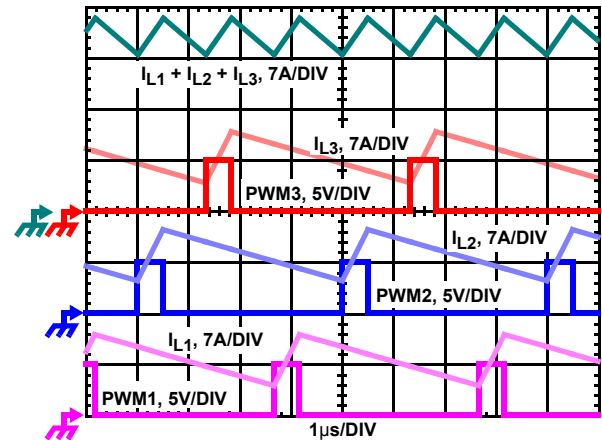 IL1 + IL2 + IL3, 7A/DIV
IL3, 7A/DIV
PWM3, 5V/DIV
IL2, 7A/DIV
PWM2, 5V/DIV
IL1, 7A/DIV
PWM1, 5V/DIV
1µs/DIV